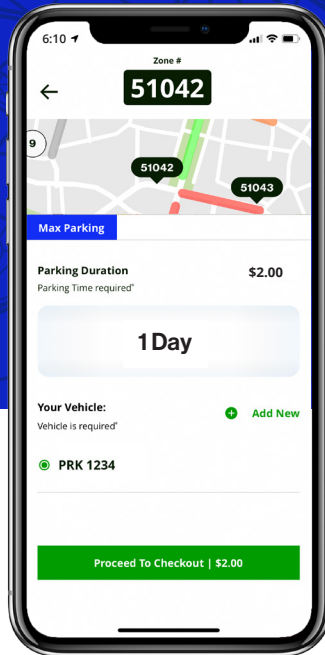 6:10
Zone #
51042
9
51042
51043
Max Parking
Parking Duration
$2.00
Parking Time required*
1 Day
Your Vehicle:
Add New
Vehicle is required*
PRK 1234
Proceed To Checkout | $2.00